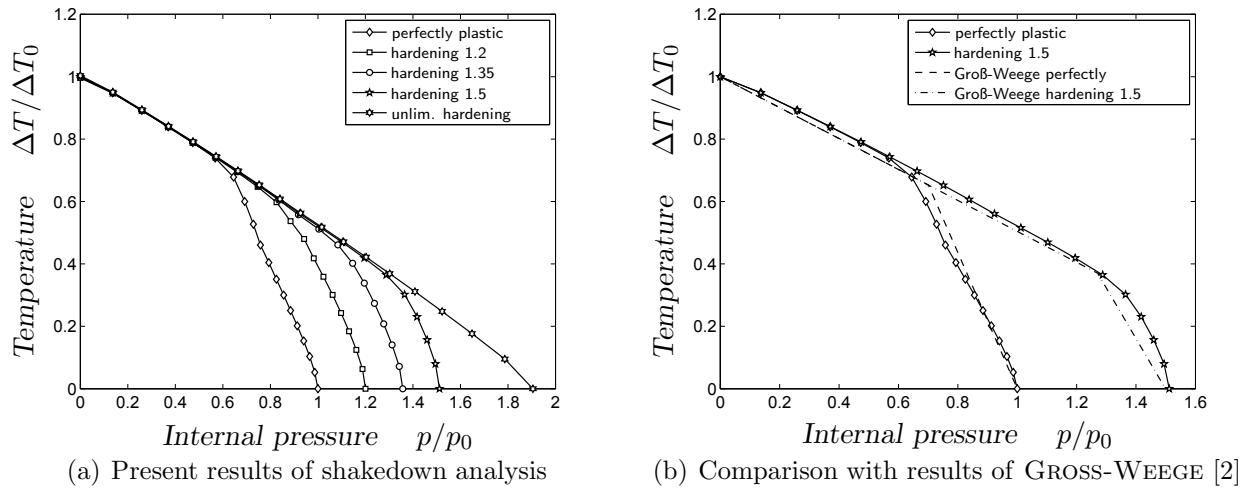 1.2
1
0.8
0.6
0.4
0.2
0
0 0.2 0.4 0.6 0.8 1 1.2 1.4 1.6 1.8 2
Temperature ΔT/ΔT₀
Internal pressure p/p₀
perfectly plastic
hardening 1.2
hardening 1.35
hardening 1.5
unlim. hardening
(a) Present results of shakedown analysis
1.2
1
0.8
0.6
0.4
0.2
0
0 0.2 0.4 0.6 0.8 1 1.2 1.4 1.6
Temperature ΔT/ΔT₀
Internal pressure p/p₀
perfectly plastic
hardening 1.5
Groß-Weege perfectly
Groß-Weege hardening 1.5
(b) Comparison with results of GROSS-WEEGE [2]